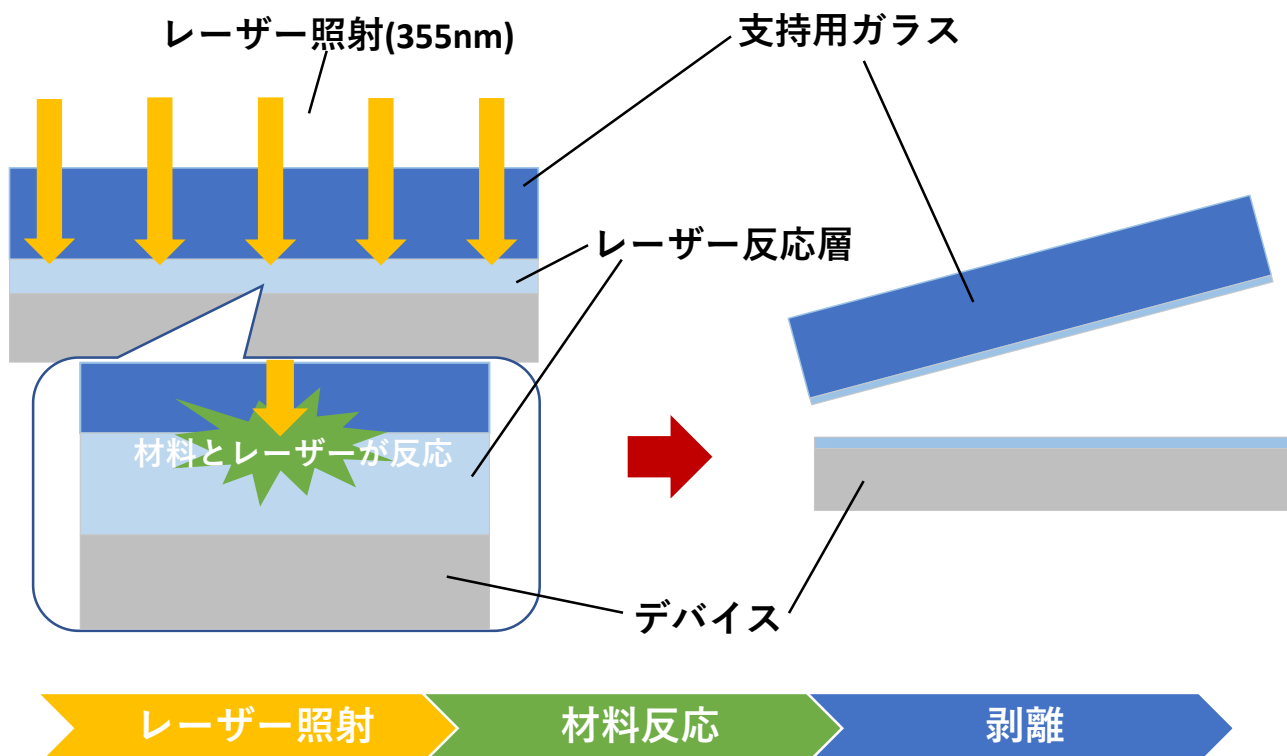 レーザー照射(355nm)
支持用ガラス
レーザー反応層
材料とレーザーが反応
デバイス
レーザー照射
材料反応
剥離